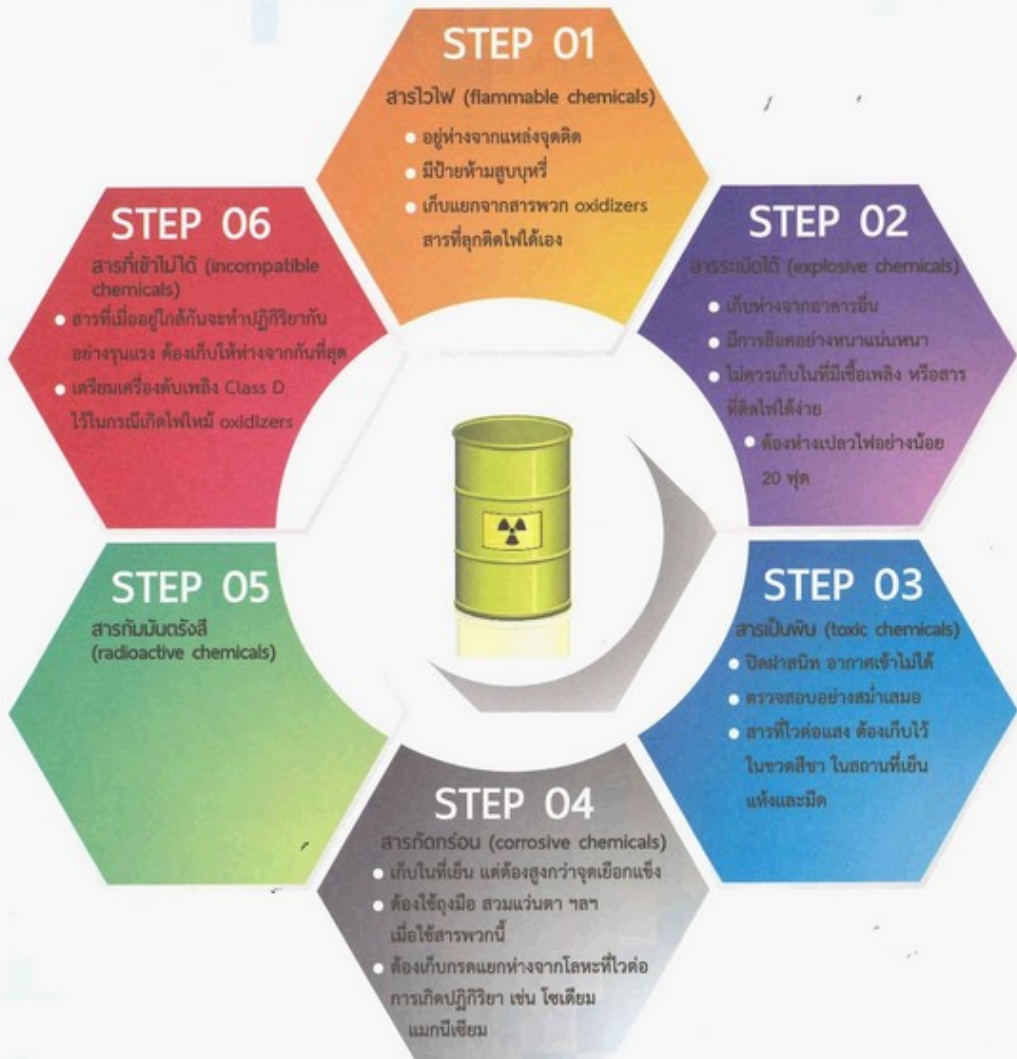 STEP 01
สารไวไฟ (flammable chemicals)
อยู่ห่างจากแหล่งจุดติด
มีป้ายห้ามสูบบุหรี่
เก็บแยกจากสารพวก oxidizers
สารที่ลุกติดไฟได้เอง
STEP 02
สารระเบิดได้ (explosive chemicals)
เก็บห่างจากอาคารอื่น
มีการล๊อคอย่างหนาแน่นหนา
ไม่ควรเก็บในที่มีเชื้อเพลิง หรือสาร
ที่ติดไฟได้ง่าย
ต้องห่างเปลวไฟอย่างน้อย
20 ฟุต
STEP 03
สารเป็นพิษ (toxic chemicals)
ปิดฝาสนิท อากาศเข้าไม่ได้
ตรวจสอบอย่างสม่ำเสมอ
สารที่ไวต่อแสง ต้องเก็บไว้
ในขวดสีชา ในสถานที่เย็น
แห้งและมืด
STEP 04
สารกัดกร่อน (corrosive chemicals)
เก็บในที่เย็น แต่ต้องสูงกว่าจุดเยือกแข็ง
ต้องใช้ถุงมือ สวมแว่นตา ฯลฯ
เมื่อใช้สารพวกนี้
ต้องเก็บกรดแยกห่างจากโลหะที่ไวต่อ
การเกิดปฏิกิริยา เช่น โซเดียม
แมกนีเซียม
STEP 05
สารกัมมันตรังสี
(radioactive chemicals)
STEP 06
สารที่เข้าไม่ได้ (incompatible
chemicals)
สารที่เมื่ออยู่ใกล้กันจะทำปฏิกิริยากัน
อย่างรุนแรง ต้องเก็บให้ห่างจากกันที่สุด
เตรียมเครื่องดับเพลิง Class D
ไว้ในกรณีเกิดไฟไหม้ oxidizers